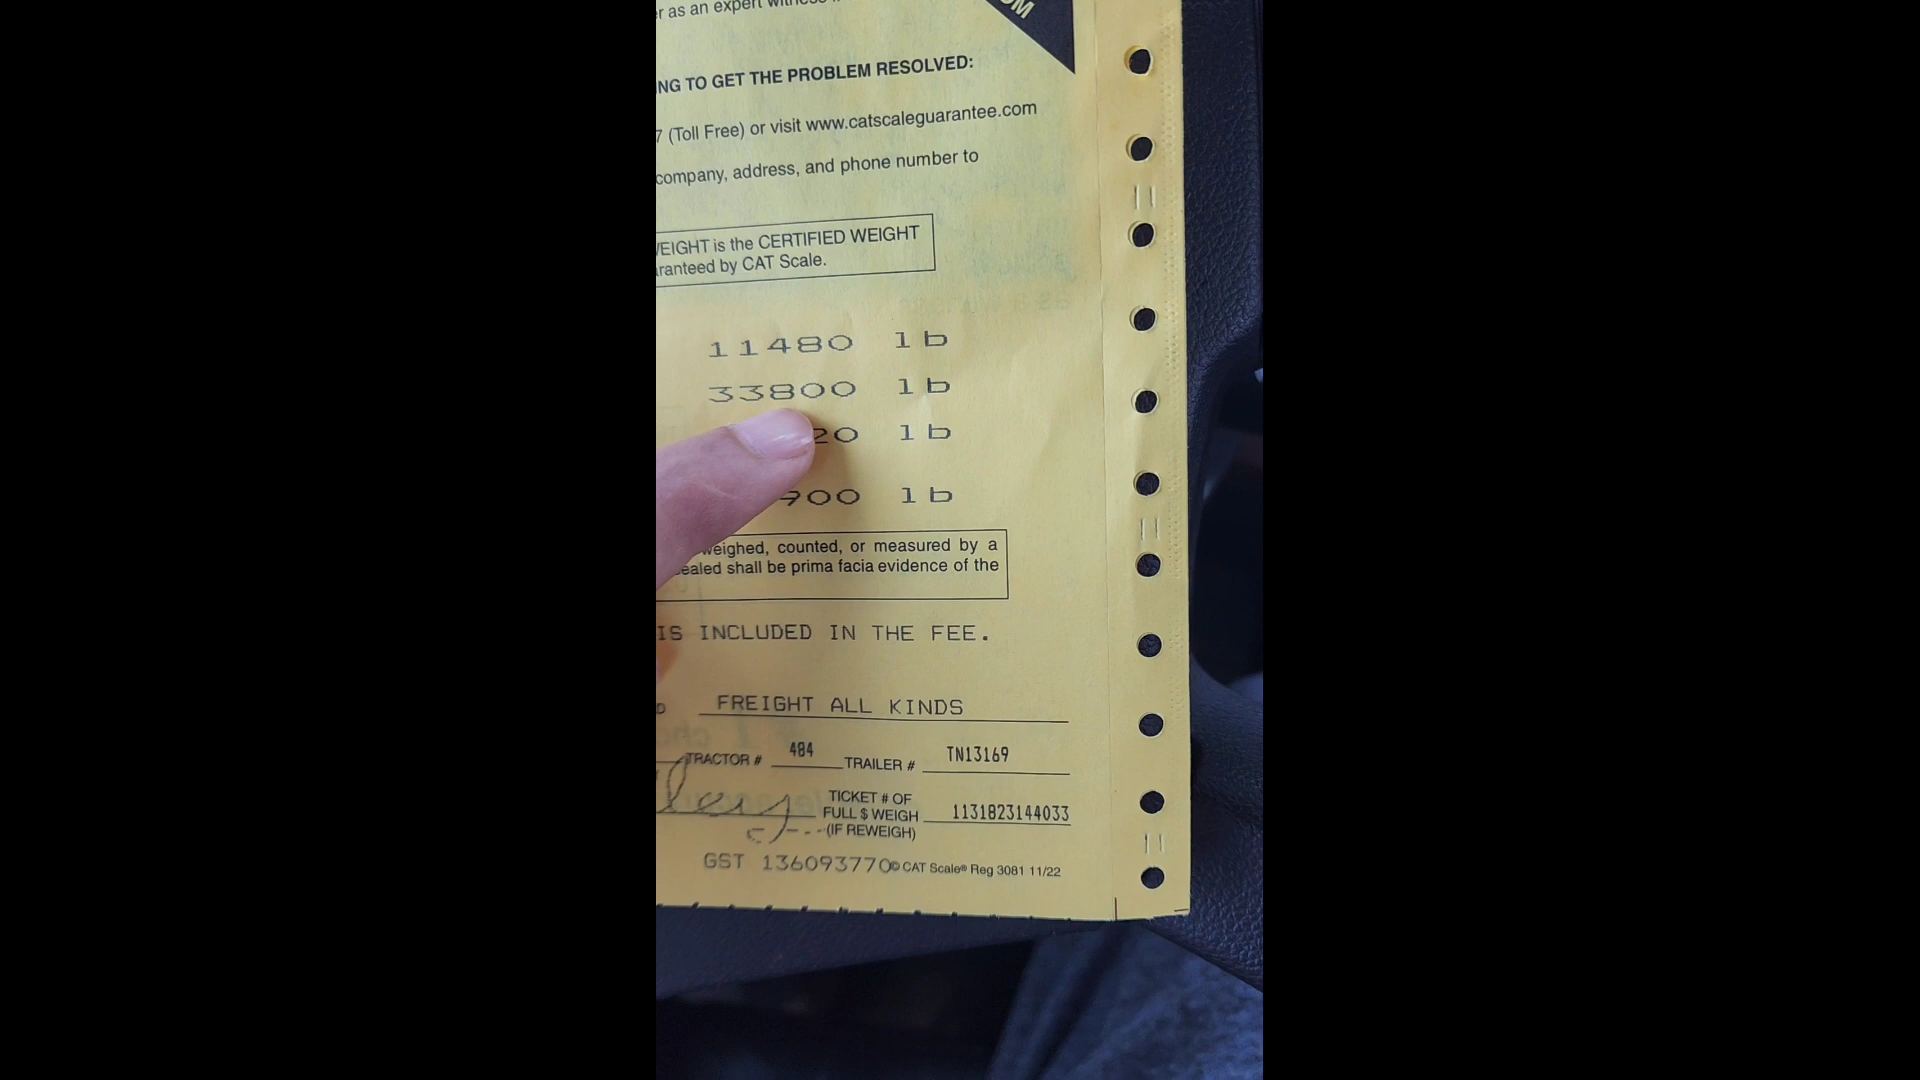 r as an expert witness
OM
NG TO GET THE PROBLEM RESOLVED:
7 (Toll Free) or visit www.catscaleguarantee.com
company, address, and phone number to
WEIGHT is the CERTIFIED WEIGHT
ranteed by CAT Scale.
11480 lb
33800 lb
20 lb
900 lb
weighed, counted, or measured by a
sealed shall be prima facia evidence of the
IS INCLUDED IN THE FEE.
FREIGHT ALL KINDS
TRACTOR # 484 TRAILER # TN13169
TICKET # OF
FULL $ WEIGH 1131823144033
(IF REWEIGH)
GST 136093770 © CAT Scale® Reg 3081 11/22